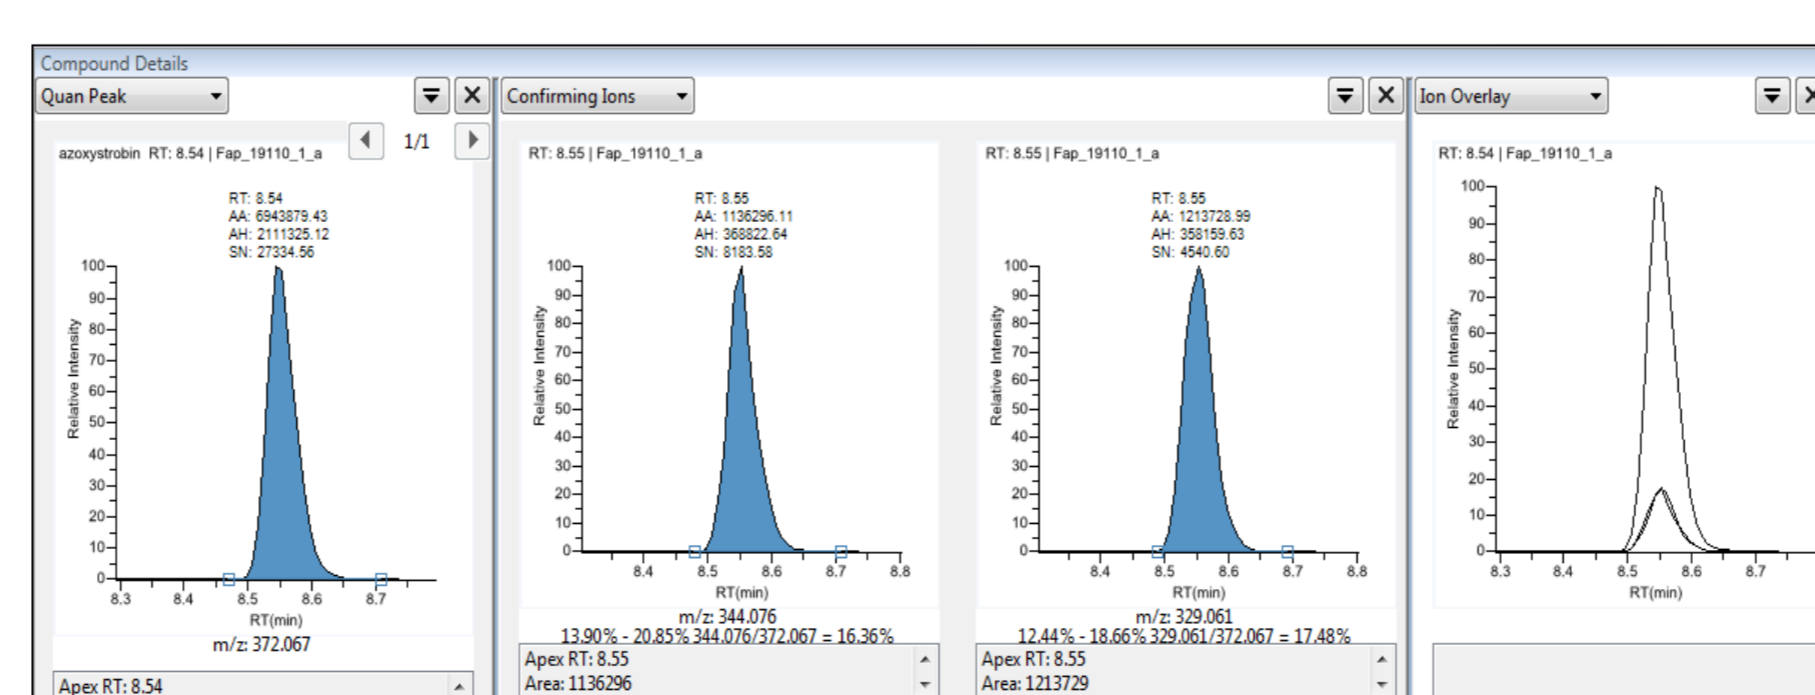 Compound Details
Quan Peak
Confirming Ions
Ion Overlay
1/1
azoxystrobin RT: 8.54 | Fap_19110_1_a
RT: 8.54
AA: 6943879.43
AH: 2111325.12
SN: 27334.56
100
90
80
70
60
50
40
30
20
10
0
Relative Intensity
8.3 8.4 8.5 8.6 8.7
RT(min)
m/z: 372.067
Apex RT: 8.54
RT: 8.55 | Fap_19110_1_a
RT: 8.55
AA: 1136296.11
AH: 368822.64
SN: 8183.58
100
90
80
70
60
50
40
30
20
10
0
Relative Intensity
8.4 8.5 8.6 8.7 8.8
RT(min)
m/z: 344.076
13.90% - 20.85% 344.076/372.067 = 16.36%
Apex RT: 8.55
Area: 1136296
RT: 8.55 | Fap_19110_1_a
RT: 8.55
AA: 1213728.99
AH: 358159.63
SN: 4540.60
100
90
80
70
60
50
40
30
20
10
0
Relative Intensity
8.4 8.5 8.6 8.7 8.8
RT(min)
m/z: 329.061
12.44% - 18.66% 329.061/372.067 = 17.48%
Apex RT: 8.55
Area: 1213729
RT: 8.54 | Fap_19110_1_a
100
90
80
70
60
50
40
30
20
10
0
Relative Intensity
8.3 8.4 8.5 8.6 8.7
RT(min)